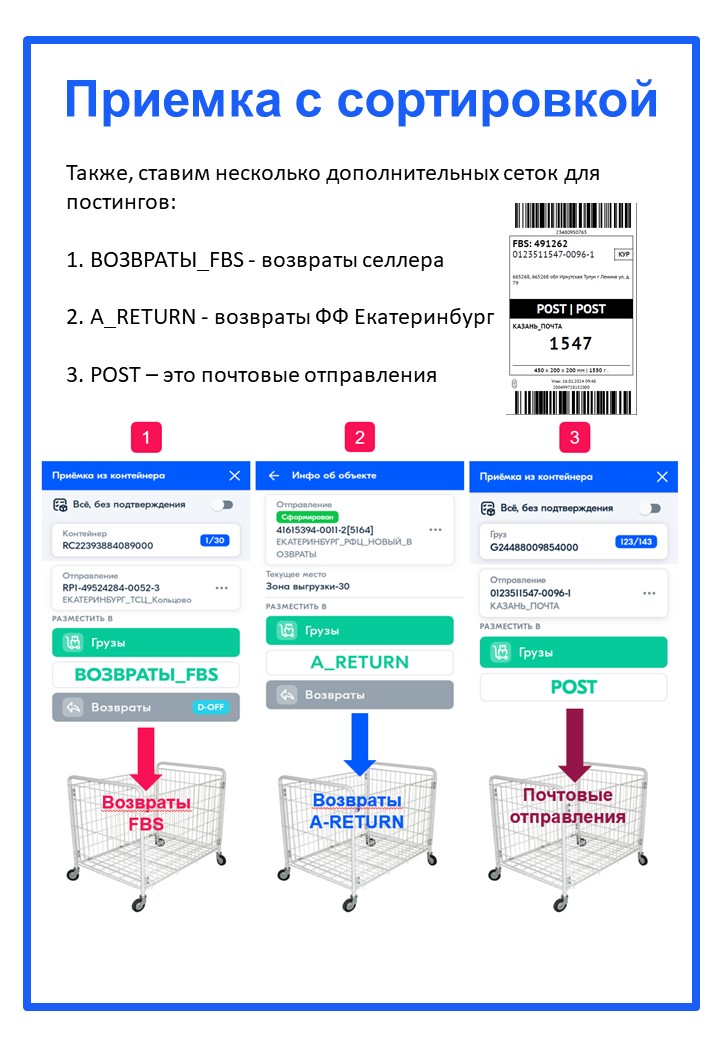 Приемка с сортировкой
Также, ставим несколько дополнительных сеток для
постингов:
1. ВОЗВРАТЫ_FBS - возвраты селлера
2. A_RETURN - возвраты ФФ Екатеринбург
3. POST – это почтовые отправления
23480950763
FBS: 491262
0123511547-0096-1
КУР
665268, 665268 обл Иркутская Тулун г Ленина ул, д.
79
POST | POST
КАЗАНЬ_ПОЧТА
1547
450 x 200 x 200 мм | 1550 г.
Упак: 16.01.2024 09:48
200499728152000
1
2
3
Приёмка из контейнера
Всё, без подтверждения
Контейнер
RC22393884089000
1/30
Отправление
RP1-49524284-0052-3
ЕКАТЕРИНБУРГ_ТСЦ_Кольцово
РАЗМЕСТИТЬ В
Грузы
ВОЗВРАТЫ_FBS
Возвраты
D-OFF
Инфо об объекте
Отправление
Сформирован
41615394-0011-2[5164]
ЕКАТЕРИНБУРГ_РФЦ_НОВЫЙ_В
ОЗВРАТЫ
Текущее место
Зона выгрузки-30
РАЗМЕСТИТЬ В
Грузы
A_RETURN
Возвраты
Приёмка из контейнера
Всё, без подтверждения
Груз
G24488009854000
123/143
Отправление
0123511547-0096-1
КАЗАНЬ_ПОЧТА
РАЗМЕСТИТЬ В
Грузы
POST
Возвраты
FBS
Возвраты
A-RETURN
Почтовые
отправления